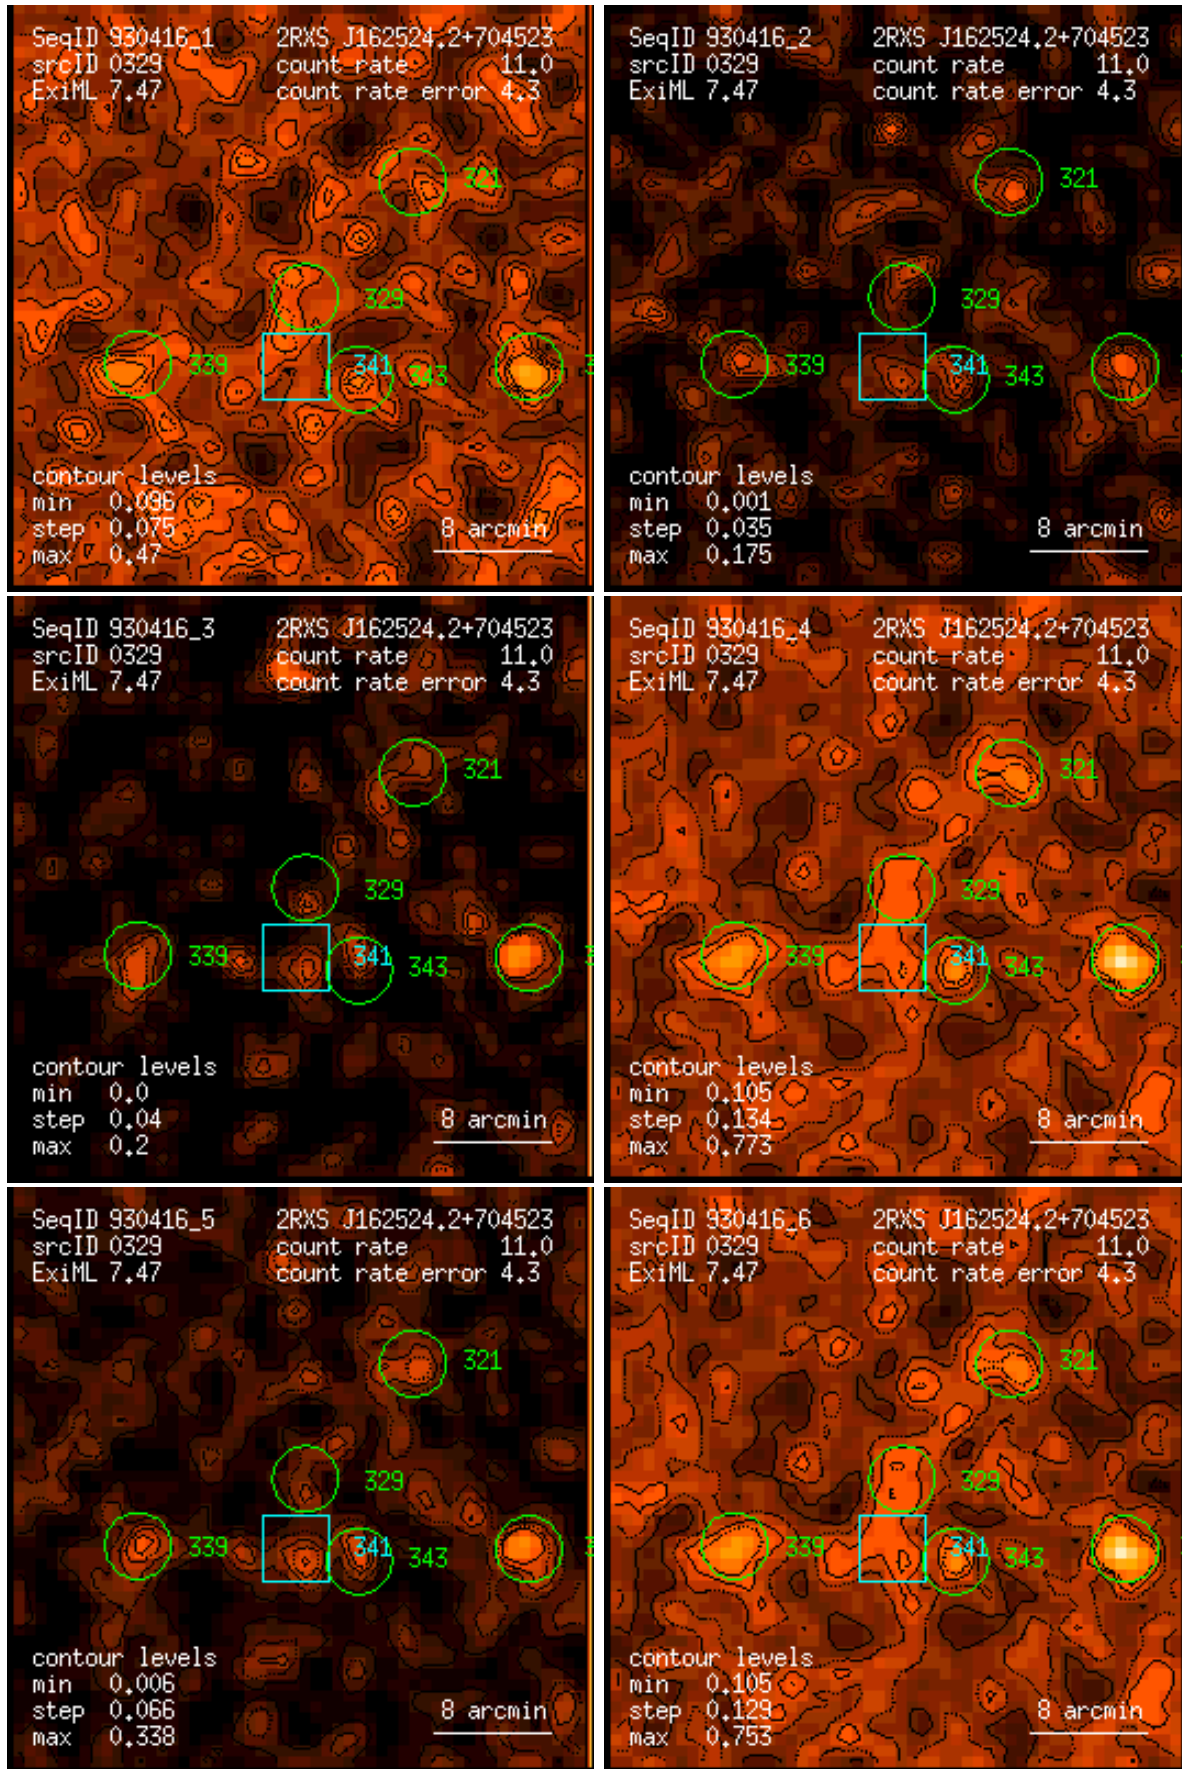 SeqID 930416_1 2RXS J162524.2+704523
srcID 0329 count rate 11.0
ExiML 7.47 count rate error 4.3
321
329
339 341 343
contour levels
min 0.096
step 0.075 8 arcmin
max 0.47
SeqID 930416_2 2RXS J162524.2+704523
srcID 0329 count rate 11.0
ExiML 7.47 count rate error 4.3
321
329
339 341 343
contour levels
min 0.001
step 0.035 8 arcmin
max 0.175
SeqID 930416_3 2RXS J162524.2+704523
srcID 0329 count rate 11.0
ExiML 7.47 count rate error 4.3
321
329
339 341 343
contour levels
min 0.0
step 0.04 8 arcmin
max 0.2
SeqID 930416_4 2RXS J162524.2+704523
srcID 0329 count rate 11.0
ExiML 7.47 count rate error 4.3
321
329
339 341 343
contour levels
min 0.105
step 0.134 8 arcmin
max 0.773
SeqID 930416_5 2RXS J162524.2+704523
srcID 0329 count rate 11.0
ExiML 7.47 count rate error 4.3
321
329
339 341 343
contour levels
min 0.006
step 0.066 8 arcmin
max 0.338
SeqID 930416_6 2RXS J162524.2+704523
srcID 0329 count rate 11.0
ExiML 7.47 count rate error 4.3
321
329
339 341 343
contour levels
min 0.105
step 0.129 8 arcmin
max 0.753